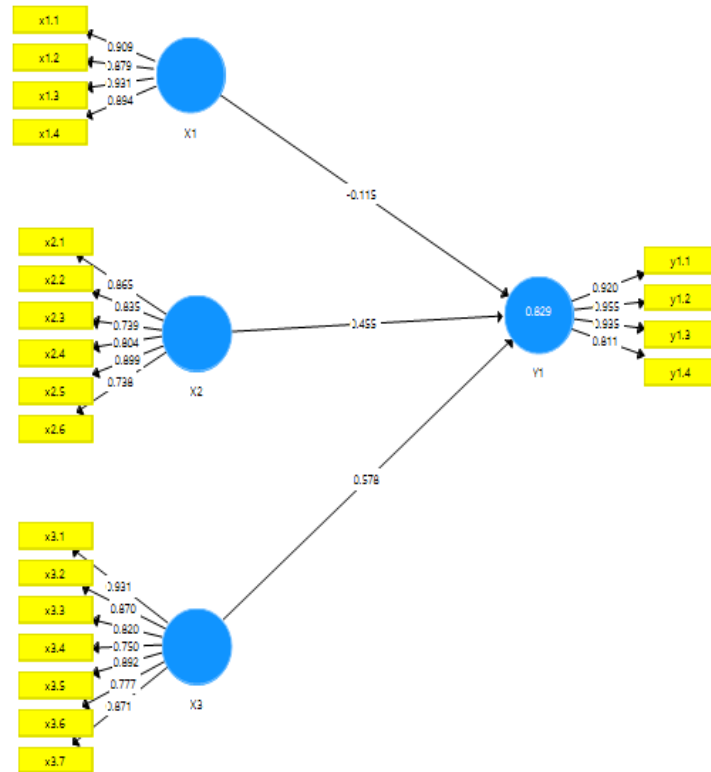 x1.1
x1.2
x1.3
x1.4
0.909
0.879
0.931
0.894
X1
-0.115
x2.1
x2.2
x2.3
x2.4
x2.5
x2.6
0.865
0.835
0.739
0.804
0.899
0.738
X2
0.455
0.829
Y1
0.920
0.955
0.935
0.811
y1.1
y1.2
y1.3
y1.4
0.578
x3.1
x3.2
x3.3
x3.4
x3.5
x3.6
x3.7
0.931
0.870
0.820
0.750
0.892
0.777
0.871
X3